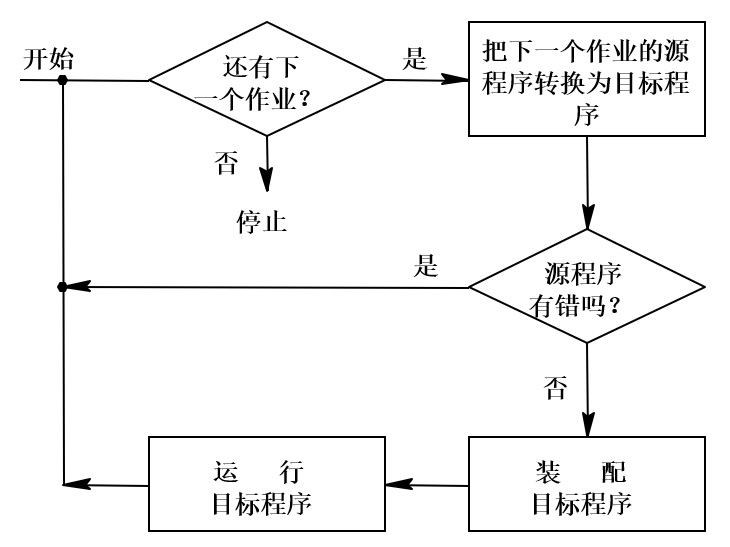 开始
还有下
一个作业？
是
把下一个作业的源
程序转换为目标程
序
否
停止
是
源程序
有错吗？
否
运 行
目标程序
装 配
目标程序